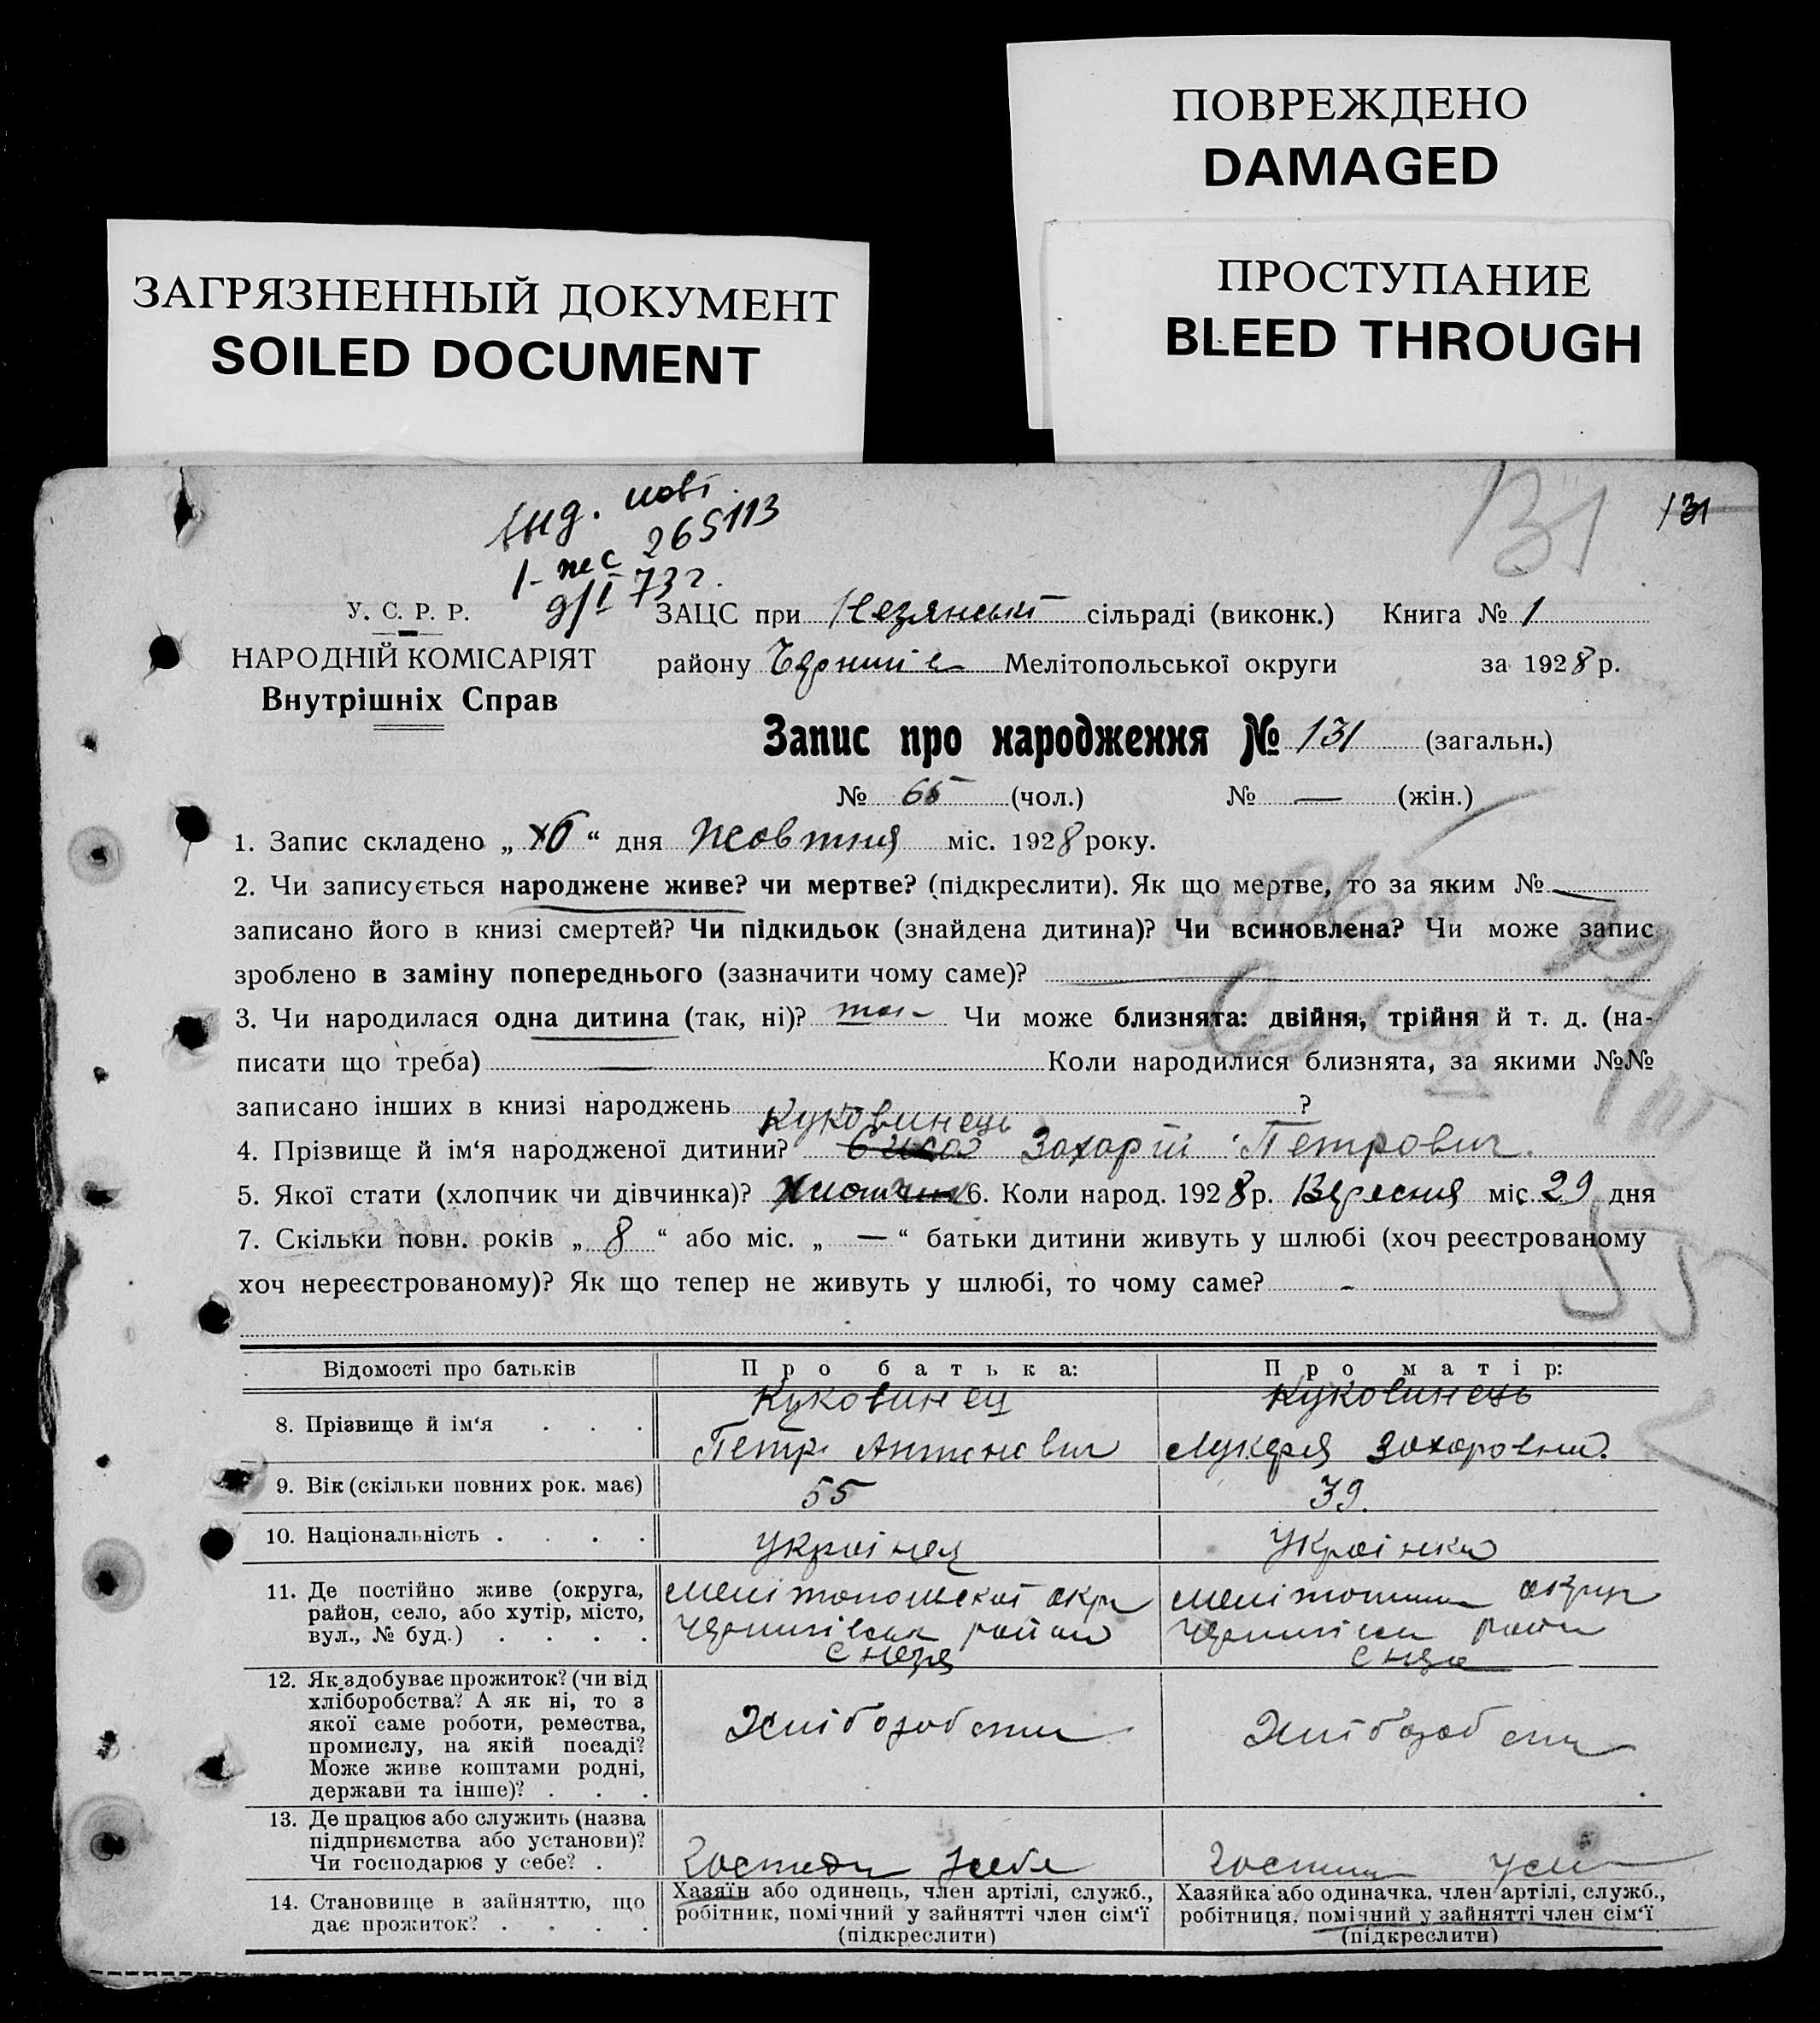 ПОВРЕЖДЕНО
DAMAGED
ПРОСТУПАНИЕ
BLEED THROUGH
ЗАГРЯЗНЕННЫЙ ДОКУМЕНТ
SOILED DOCUMENT
131 131
265113
73 г.
У. С. Р. Р.
НАРОДНІЙ КОМІСАРІЯТ
Внутрішніх Справ
ЗАЦС при сільраді (виконк.) Книга № 1
району Мелітопольської округи за 1928 р.
Запис про народження № 131 (загальн.)
№ 65 (чол.) № — (жін.)
1. Запис складено „ “ дня Жовтня міс. 1928 року.
2. Чи записується народжене живе? чи мертве? (підкреслити). Як що мертве, то за яким № —
записано його в книзі смертей? Чи підкидьок (знайдена дитина)? Чи всиновлена? Чи може запис
зроблено в заміну попереднього (зазначити чому саме)? —
3. Чи народилася одна дитина (так, ні)? так Чи може близнята: двійня, трійня й т. д. (на-
писати що треба) — Коли народилися близнята, за якими №№
записано інших в книзі народжень ?
Куковинець
4. Прізвище й ім‘я народженої дитини? Захарій Петрович.
5. Якої стати (хлопчик чи дівчинка)? хлопчик 6. Коли народ. 1928 р. Вересня міс. 29 дня
7. Скільки повн. років „ 8 “ або міс. „ — “ батьки дитини живуть у шлюбі (хоч реєстрованому
хоч нереєстрованому)? Як що тепер не живуть у шлюбі, то чому саме? -
Відомості про батьків
Про батька:
Про матір:
8. Прізвище й ім‘я . . .
Куковинец
Петр Антонович
Куковинець
Лукерія Захаровна.
9. Вік (скільки повних рок. має)
55
39.
10. Національність . . . .
Українец
Українка
11. Де постійно живе (округа,
район, село, або хутір, місто,
вул., № буд.) . . . .
12. Як здобуває прожиток? (чи від
хліборобства? А як ні, то з
якої саме роботи, ремества,
промислу, на якій посаді?
Може живе коштами родні,
держави та інше)? . . .
Хліборобств
Хліборобств
13. Де працює або служить (назва
підприємства або установи)?
Чи господарює у себе? .
14. Становище в зайняттю, що
дає прожиток? . . . .
Хазяїн або одинець, член артілі, служб.,
робітник, помічний у зайнятті член сім‘ї
(підкреслити)
Хазяйка або одиначка, член артілі, служб.,
робітниця, помічний у зайнятті член сім‘ї
(підкреслити)